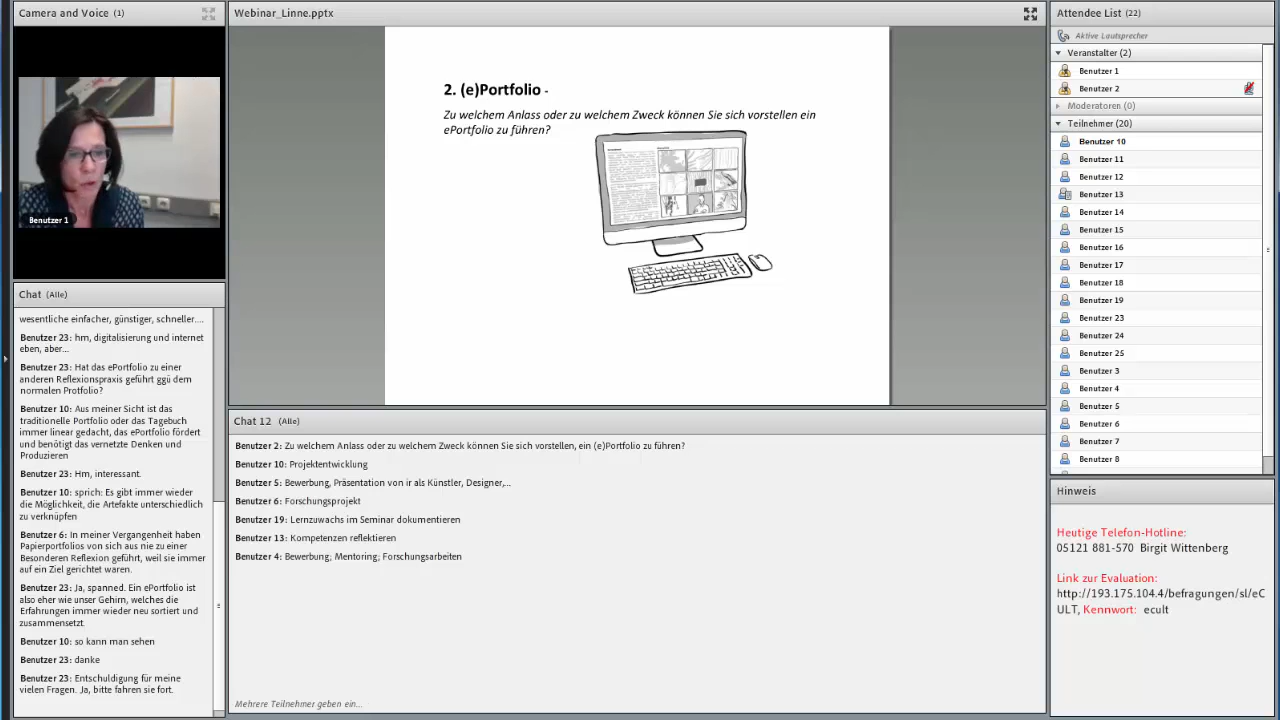 Camera and Voice (1)
Benutzer 1
Chat (Alle)
wesentliche einfacher, günstiger, schneller....
Benutzer 23: hm, digitalisierung und internet
eben, aber...
Benutzer 23: Hat das ePortfolio zu einer
anderen Reflexionspraxis geführt ggü dem
normalen Protfolio?
Benutzer 10: Aus meiner Sicht ist das
traditionelle Portfolio oder das Tagebuch
immer linear gedacht, das ePortfolio fördert
und benötigt das vernetzte Denken und
Produzieren
Benutzer 23: Hm, interessant.
Benutzer 10: sprich: Es gibt immer wieder
die Möglichkeit, die Artefakte unterschiedlich
zu verknüpfen
Benutzer 6: In meiner Vergangenheit haben
Papierportfolios von sich aus nie zu einer
Besonderen Reflexion geführt, weil sie immer
auf ein Ziel gerichtet waren.
Benutzer 23: Ja, spanned. Ein ePortfolio ist
also eher wie unser Gehirn, welches die
Erfahrungen immer wieder neu sortiert und
zusammensetzt.
Benutzer 10: so kann man sehen
Benutzer 23: danke
Benutzer 23: Entschuldigung für meine
vielen Fragen. Ja, bitte fahren sie fort.
Webinar_Linne.pptx
2. (e)Portfolio -
Zu welchem Anlass oder zu welchem Zweck können Sie sich vorstellen ein
ePortfolio zu führen?
Chat 12 (Alle)
Benutzer 2: Zu welchem Anlass oder zu welchem Zweck können Sie sich vorstellen, ein (e)Portfolio zu führen?
Benutzer 10: Projektentwicklung
Benutzer 5: Bewerbung, Präsentation von ir als Künstler, Designer,...
Benutzer 6: Forschungsprojekt
Benutzer 19: Lernzuwachs im Seminar dokumentieren
Benutzer 13: Kompetenzen reflektieren
Benutzer 4: Bewerbung; Mentoring; Forschungsarbeiten
Mehrere Teilnehmer geben ein...
Attendee List (22)
Aktive Lautsprecher
Veranstalter (2)
Benutzer 1
Benutzer 2
Moderatoren (0)
Teilnehmer (20)
Benutzer 10
Benutzer 11
Benutzer 12
Benutzer 13
Benutzer 14
Benutzer 15
Benutzer 16
Benutzer 17
Benutzer 18
Benutzer 19
Benutzer 23
Benutzer 24
Benutzer 25
Benutzer 3
Benutzer 4
Benutzer 5
Benutzer 6
Benutzer 7
Benutzer 8
Hinweis
Heutige Telefon-Hotline:
05121 881-570 Birgit Wittenberg
Link zur Evaluation:
http://193.175.104.4/befragungen/sl/eC
ULT, Kennwort: ecult